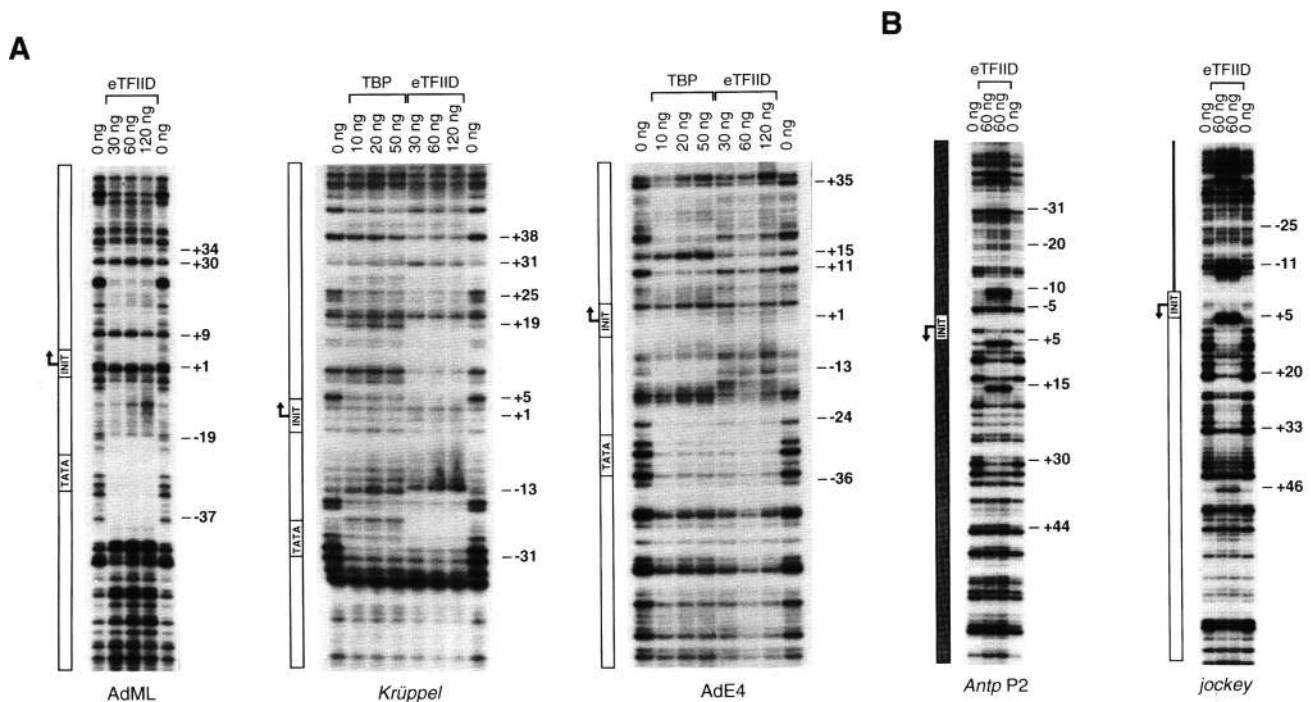 A
B
eTFIID
0 ng
30 ng
60 ng
120 ng
0 ng
INIT
TATA
+34
+30
+9
+1
-19
-37
AdML
TBP
eTFIID
0 ng
10 ng
20 ng
50 ng
30 ng
60 ng
120 ng
0 ng
INIT
TATA
+38
+31
+25
+19
+5
+1
-13
-31
Krüppel
TBP
eTFIID
0 ng
10 ng
20 ng
50 ng
30 ng
60 ng
120 ng
0 ng
INIT
TATA
+35
+15
+11
+1
-13
-24
-36
AdE4
eTFIID
0 ng
60 ng
60 ng
0 ng
INIT
-31
-20
-10
-5
+5
+15
+30
+44
Antp P2
eTFIID
0 ng
60 ng
60 ng
0 ng
INIT
-25
-11
+5
+20
+33
+46
jockey